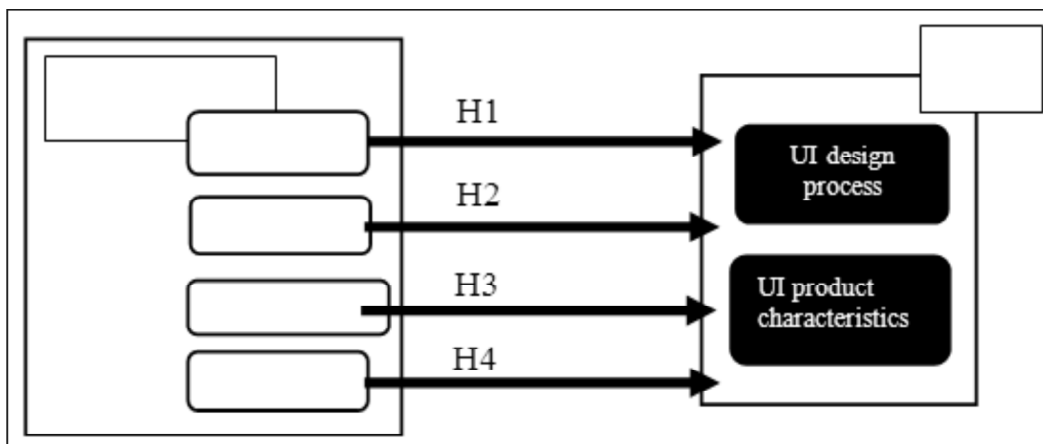 H1
H2
H3
H4
UI design
process
UI product
characteristics